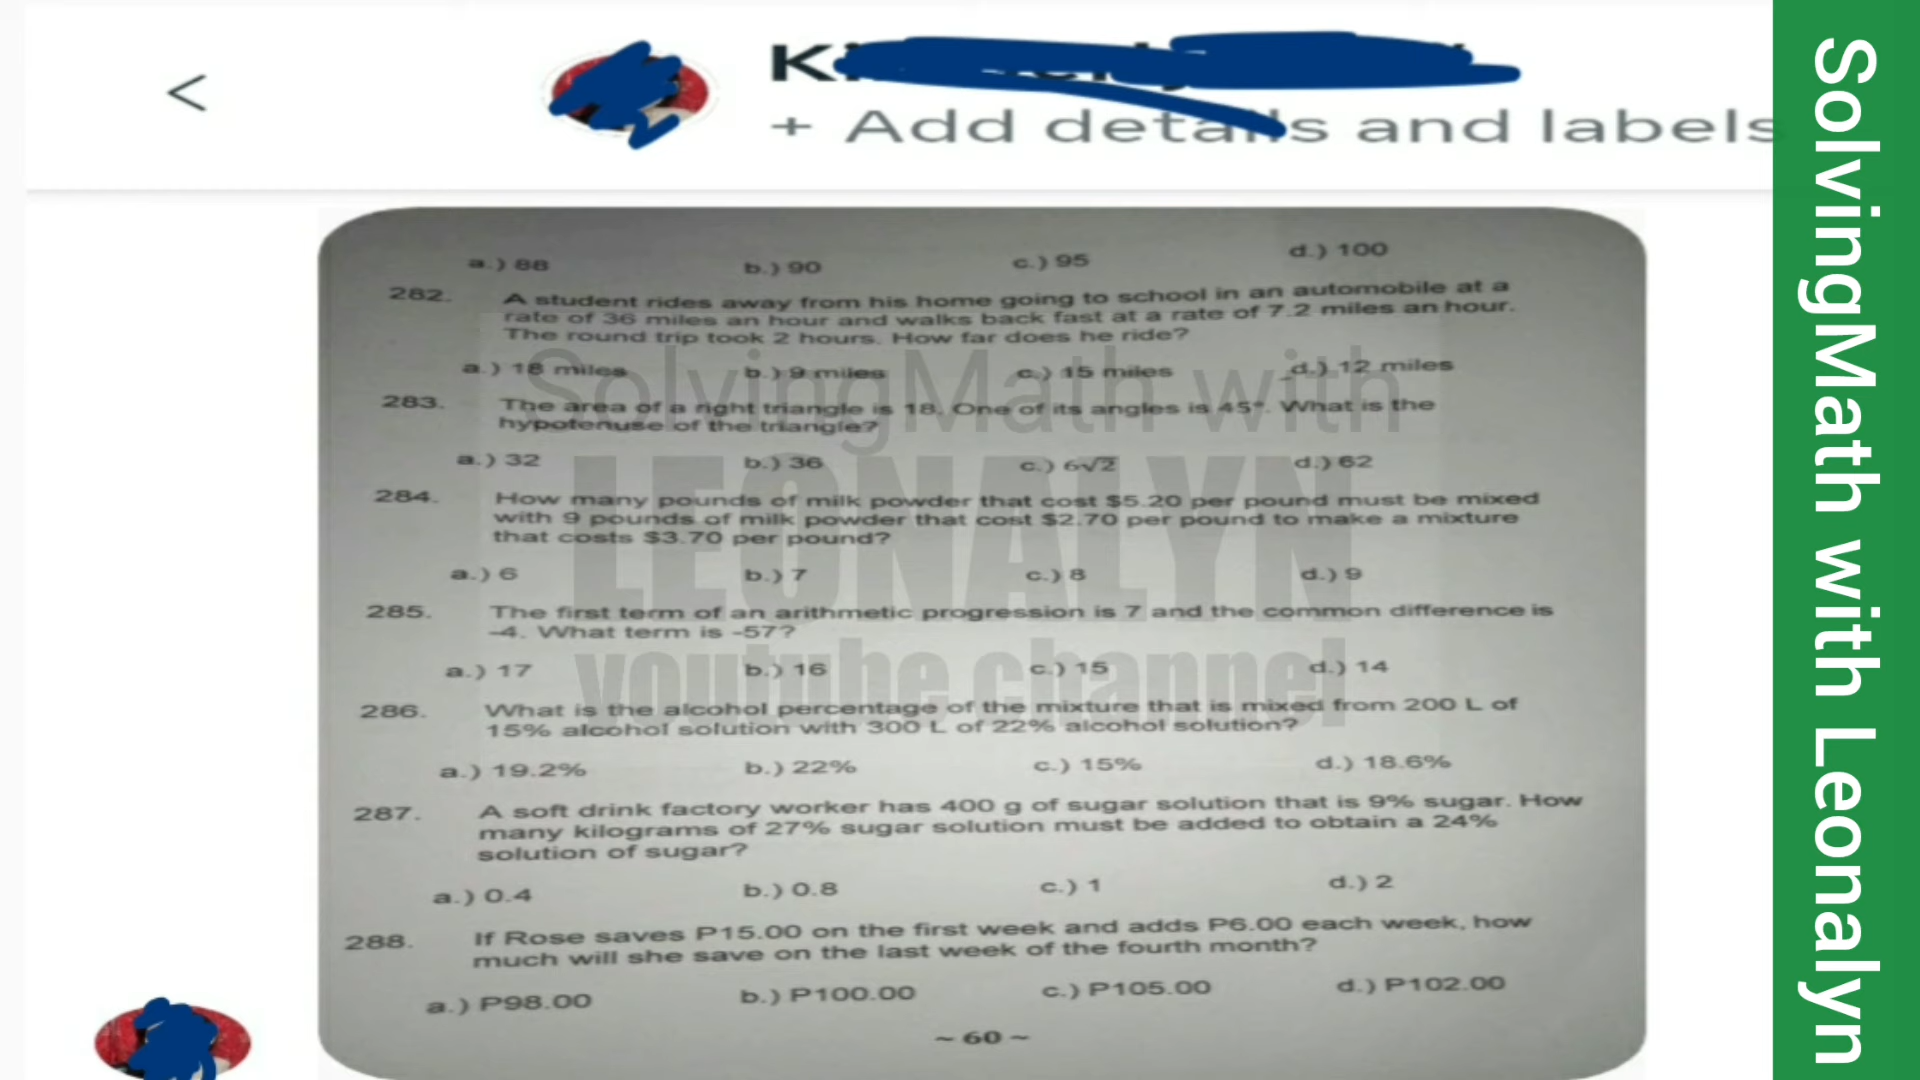 <
+ Add details and labels
a.) 88 b.) 90 c.) 95 d.) 100
282. A student rides away from his home going to school in an automobile at a
rate of 36 miles an hour and walks back fast at a rate of 7.2 miles an hour.
The round trip took 2 hours. How far does he ride?
a.) 18 miles b.) 9 miles c.) 15 miles d.) 12 miles
283. The area of a right triangle is 18. One of its angles is 45°. What is the
hypotenuse of the triangle?
a.) 32 b.) 36 c.) 6√2 d.) 62
284. How many pounds of milk powder that cost $5.20 per pound must be mixed
with 9 pounds of milk powder that cost $2.70 per pound to make a mixture
that costs $3.70 per pound?
a.) 6 b.) 7 c.) 8 d.) 9
285. The first term of an arithmetic progression is 7 and the common difference is
-4. What term is -57?
a.) 17 b.) 16 c.) 15 d.) 14
286. What is the alcohol percentage of the mixture that is mixed from 200 L of
15% alcohol solution with 300 L of 22% alcohol solution?
a.) 19.2% b.) 22% c.) 15% d.) 18.6%
287. A soft drink factory worker has 400 g of sugar solution that is 9% sugar. How
many kilograms of 27% sugar solution must be added to obtain a 24%
solution of sugar?
a.) 0.4 b.) 0.8 c.) 1 d.) 2
288. If Rose saves P15.00 on the first week and adds P6.00 each week, how
much will she save on the last week of the fourth month?
a.) P98.00 b.) P100.00 c.) P105.00 d.) P102.00
~ 60 ~
SolvingMath with
LEONALYN
youtube channel
SolvingMath with Leonalyn